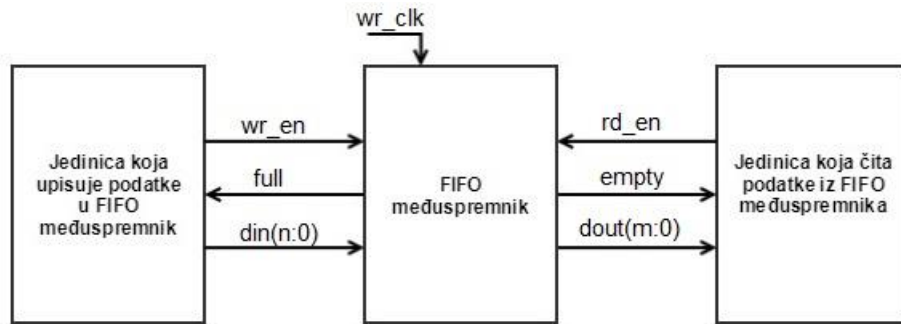 wr_clk
Jedinica koja
upisuje podatke
u FIFO
međuspremnik
wr_en
full
din(n:0)
FIFO
međuspremnik
rd_en
empty
dout(m:0)
Jedinica koja čita
podatke iz FIFO
međuspremnika